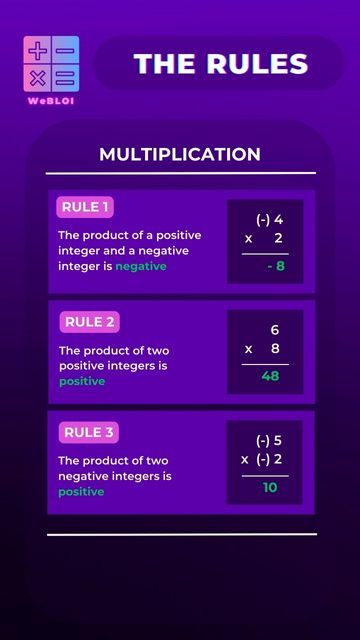 THE RULES
WeBLOI
MULTIPLICATION
RULE 1
The product of a positive
integer and a negative
integer is negative
(-) 4
x 2
- 8
RULE 2
The product of two
positive integers is
positive
6
x 8
48
RULE 3
The product of two
negative integers is
positive
(-) 5
x (-) 2
10